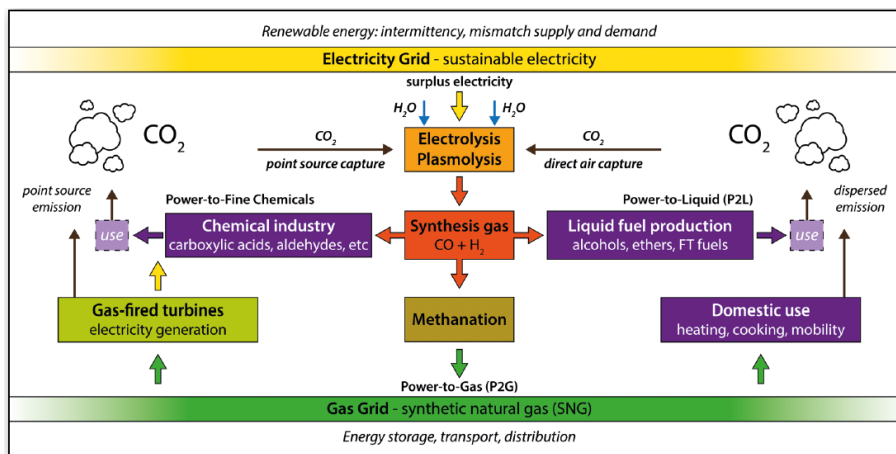 Renewable energy: intermittency, mismatch supply and demand
Electricity Grid - sustainable electricity
surplus electricity
H₂O
H₂O
CO₂
CO₂
point source capture
Electrolysis
Plasmolysis
CO₂
direct air capture
CO₂
point source
emission
Power-to-Fine Chemicals
Power-to-Liquid (P2L)
dispersed
emission
use
Chemical industry
carboxylic acids, aldehydes, etc
Synthesis gas
CO + H₂
Liquid fuel production
alcohols, ethers, FT fuels
use
Gas-fired turbines
electricity generation
Methanation
Domestic use
heating, cooking, mobility
Power-to-Gas (P2G)
Gas Grid - synthetic natural gas (SNG)
Energy storage, transport, distribution